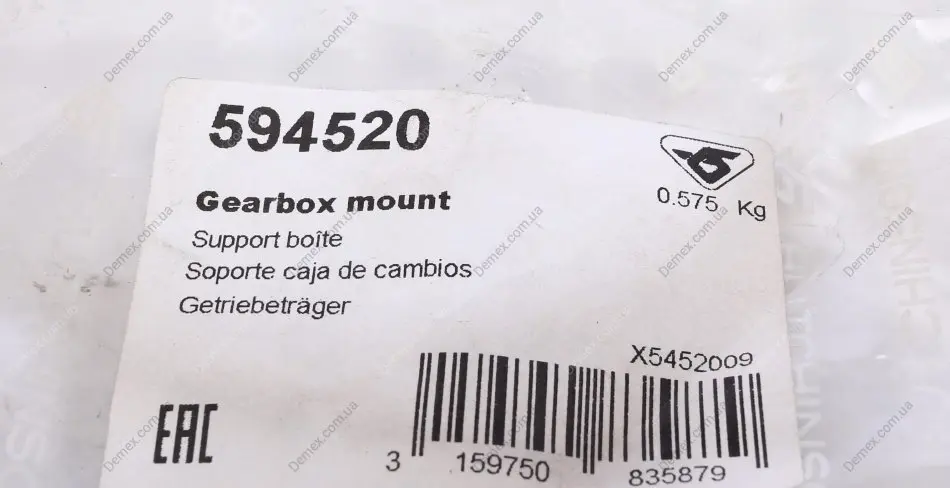 594520
0.575 Kg
Gearbox mount
Support boîte
Soporte caja de cambios
Getriebeträger
X5452009
EAC
3 159750 835879
Demex.com.ua